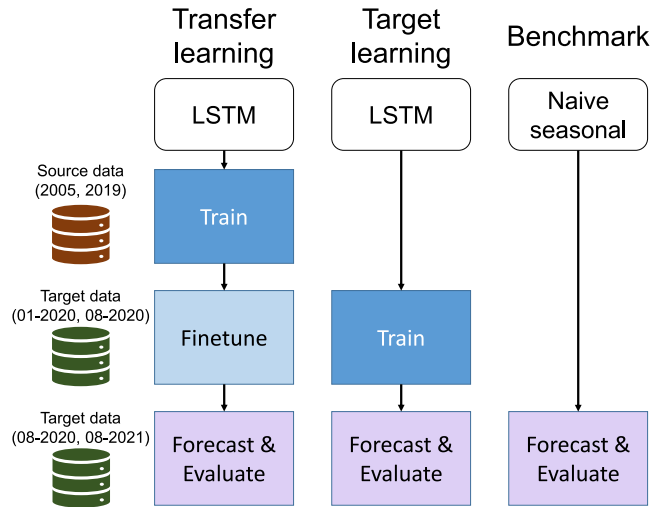 Transfer
learning
Target
learning
Benchmark
LSTM
LSTM
Naive
seasonal
Source data
(2005, 2019)
Train
Target data
(01-2020, 08-2020)
Finetune
Train
Target data
(08-2020, 08-2021)
Forecast &
Evaluate
Forecast &
Evaluate
Forecast &
Evaluate